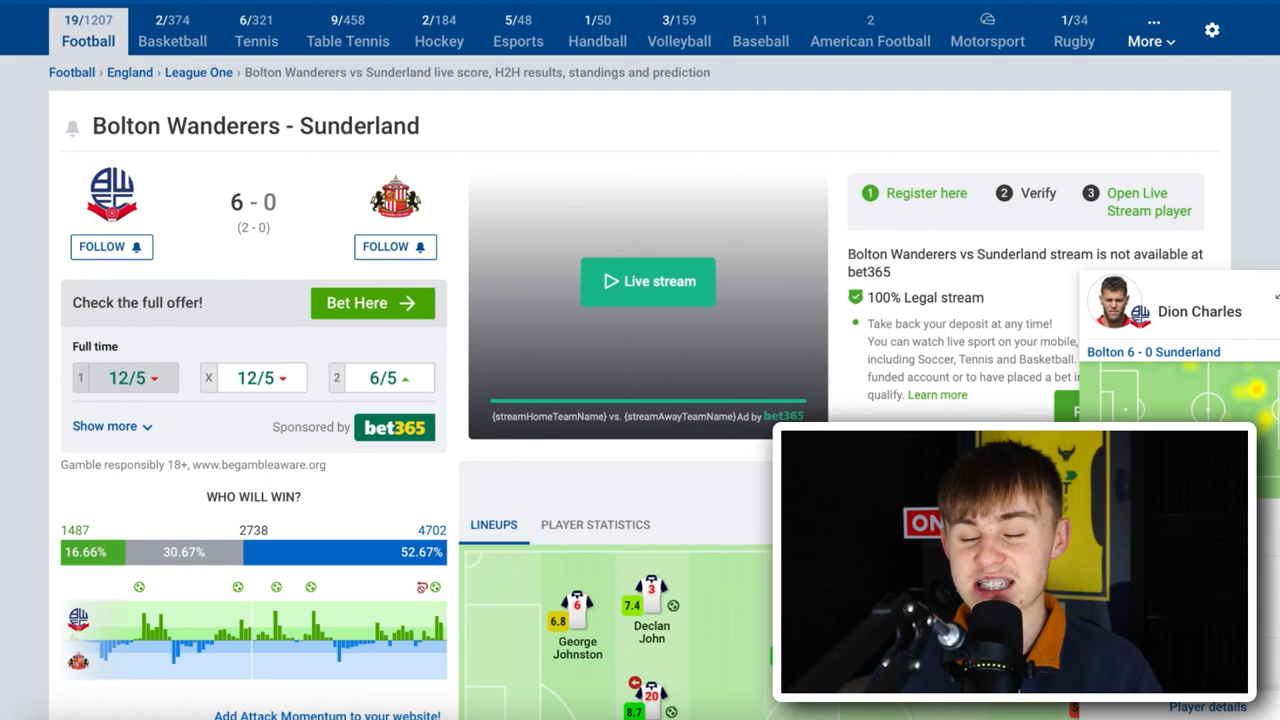 19/1207
Football
2/374
Basketball
6/321
Tennis
9/458
Table Tennis
2/184
Hockey
5/48
Esports
1/50
Handball
3/159
Volleyball
11
Baseball
2
American Football
Motorsport
1/34
Rugby
More
Football › England › League One › Bolton Wanderers vs Sunderland live score, H2H results, standings and prediction
Bolton Wanderers - Sunderland
6 - 0
(2 - 0)
FOLLOW
FOLLOW
Check the full offer!
Bet Here
Full time
1 12/5
X 12/5
2 6/5
Show more
Sponsored by bet365
Gamble responsibly 18+, www.begambleaware.org
WHO WILL WIN?
1487 2738 4702
16.66% 30.67% 52.67%
Add Attack Momentum to your website!
Live stream
{streamHomeTeamName} vs. {streamAwayTeamName} Ad by bet365
LINEUPS PLAYER STATISTICS
3
7.4
Declan
John
6
6.8
George
Johnston
20
8.7
1 Register here
2 Verify
3 Open Live
Stream player
Bolton Wanderers vs Sunderland stream is not available at
bet365
100% Legal stream
Take back your deposit at any time!
You can watch live sport on your mobile,
including Soccer, Tennis and Basketball.
funded account or to have placed a bet in
qualify. Learn more
Dion Charles
Bolton 6 - 0 Sunderland
ON
Player details